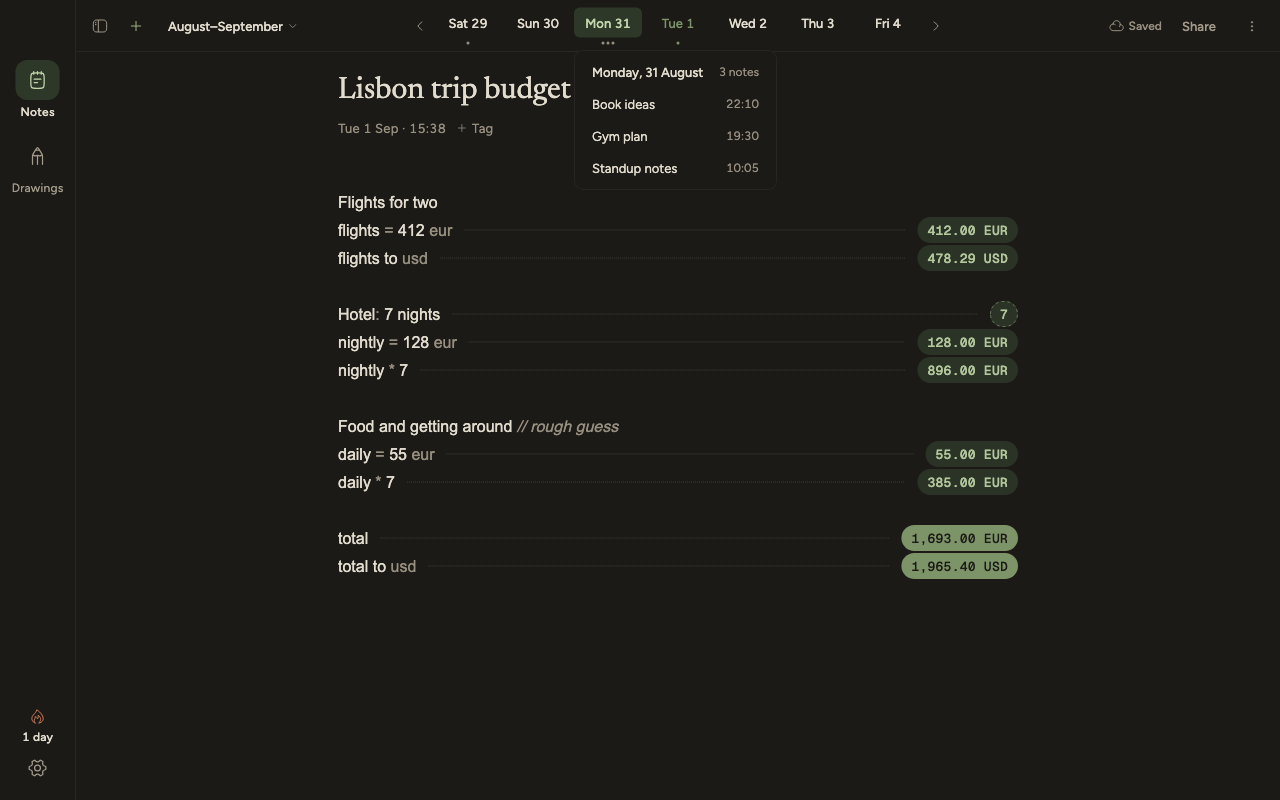 August–September
Sat 29
Sun 30
Mon 31
Tue 1
Wed 2
Thu 3
Fri 4
Saved
Share
Notes
Drawings
Monday, 31 August 3 notes
Book ideas 22:10
Gym plan 19:30
Standup notes 10:05
Lisbon trip budget
Tue 1 Sep · 15:38 + Tag
Flights for two
flights = 412 eur 412.00 EUR
flights to usd 478.29 USD
Hotel: 7 nights 7
nightly = 128 eur 128.00 EUR
nightly * 7 896.00 EUR
Food and getting around // rough guess
daily = 55 eur 55.00 EUR
daily * 7 385.00 EUR
total 1,693.00 EUR
total to usd 1,965.40 USD
1 day